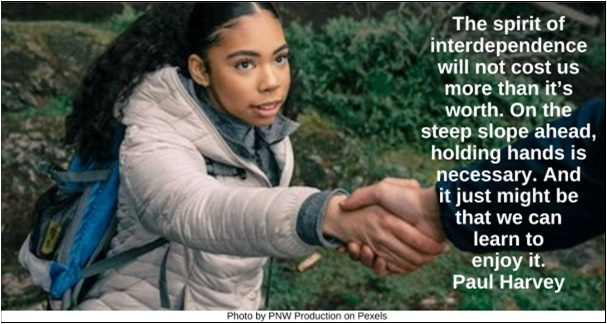 The spirit of
interdependence
will not cost us
more than it’s
worth. On the
steep slope ahead,
holding hands is
necessary. And
it just might be
that we can
learn to
enjoy it.
Paul Harvey
Photo by PNW Production on Pexels